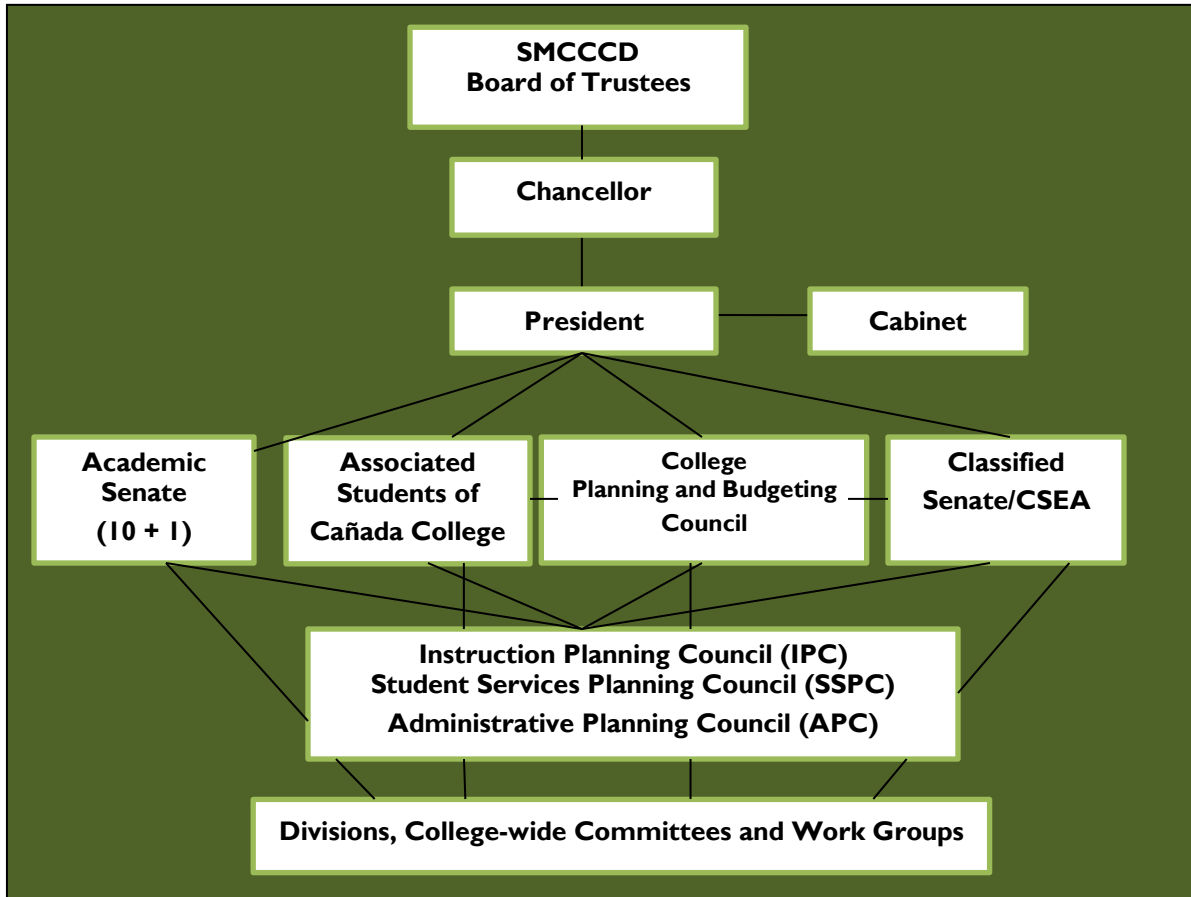 SMCCCD
Board of Trustees
Chancellor
President
Cabinet
Academic
Senate
(10 + 1)
Associated
Students of
Cañada College
College
Planning and Budgeting
Council
Classified
Senate/CSEA
Instruction Planning Council (IPC)
Student Services Planning Council (SSPC)
Administrative Planning Council (APC)
Divisions, College-wide Committees and Work Groups